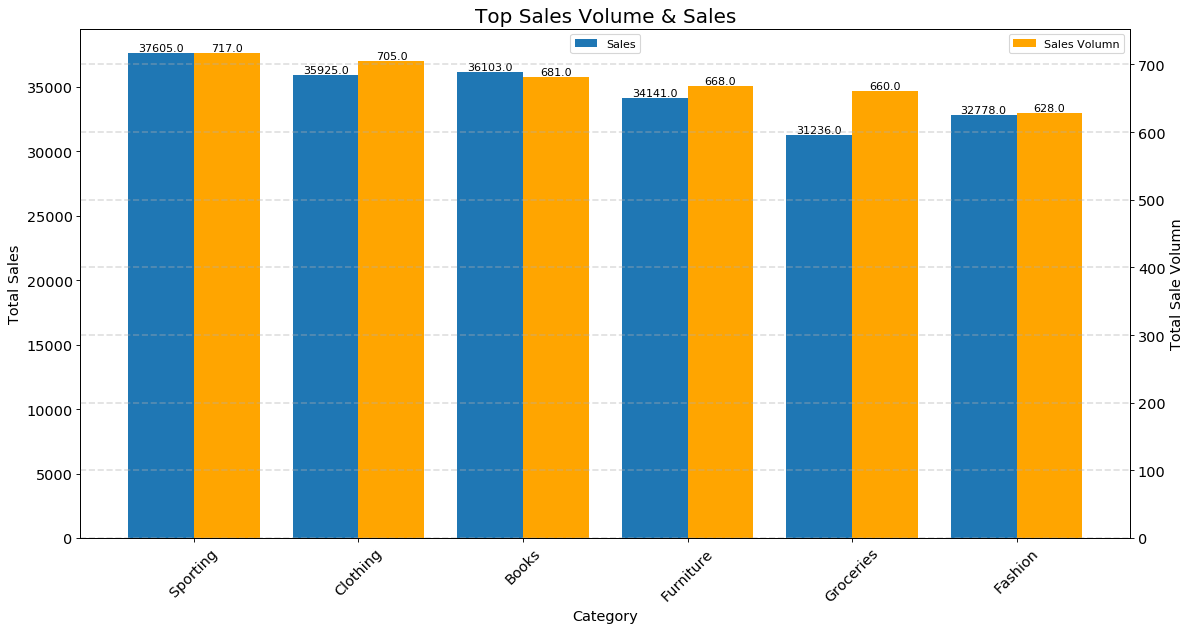 Top Sales Volume & Sales
Sales
Sales Volumn
37605.0
717.0
35925.0
705.0
36103.0
681.0
34141.0
668.0
31236.0
660.0
32778.0
628.0
35000
30000
25000
20000
15000
10000
5000
0
Total Sales
700
600
500
400
300
200
100
0
Total Sale Volumn
Sporting
Clothing
Books
Furniture
Groceries
Fashion
Category